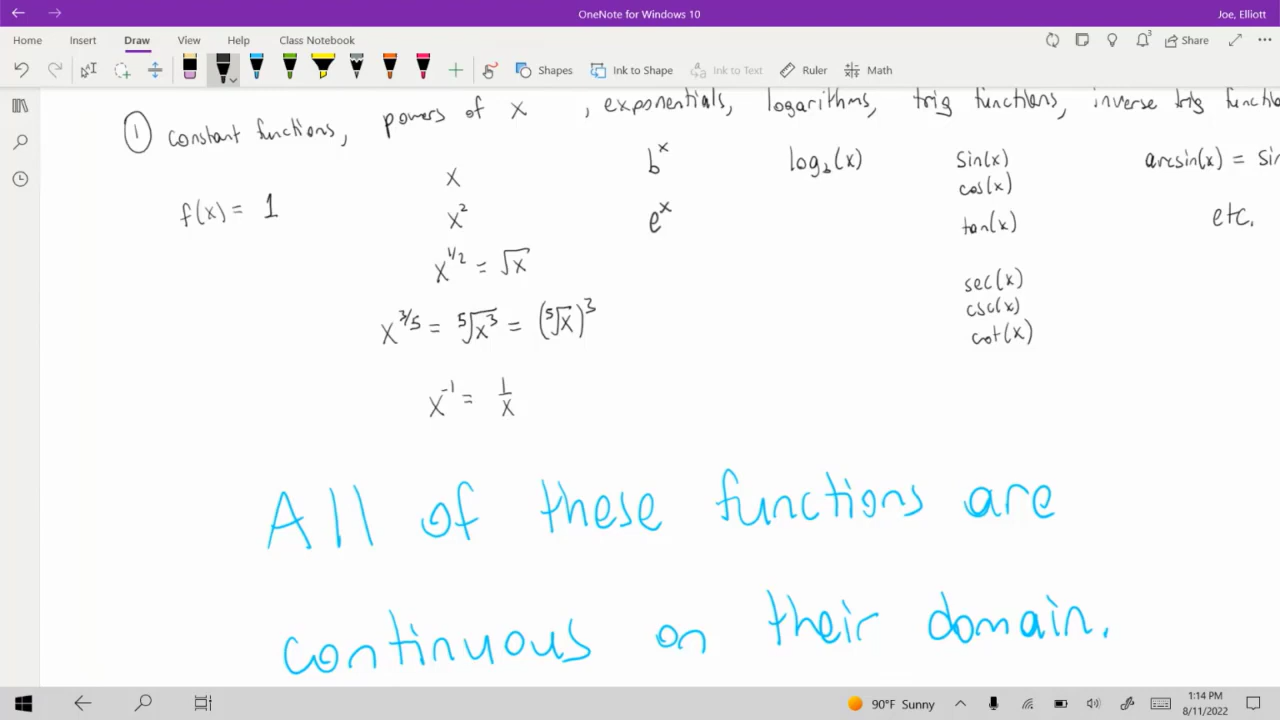 OneNote for Windows 10
Joe, Elliott
Home Insert Draw View Help Class Notebook
Share
Shapes Ink to Shape Ink to Text Ruler Math
① constant functions, powers of x , exponentials, logarithms, trig functions, inverse trig functio
f(x) = 1
x
x²
x^1/2 = √x
x^3/5 = ⁵√x³ = (⁵√x)³
x⁻¹ = 1/x
b^x
e^x
log_b(x)
sin(x)
cos(x)
tan(x)
sec(x)
csc(x)
cot(x)
arcsin(x) = sin
etc.
All of these functions are
continuous on their domain.
90°F Sunny
1:14 PM
8/11/2022